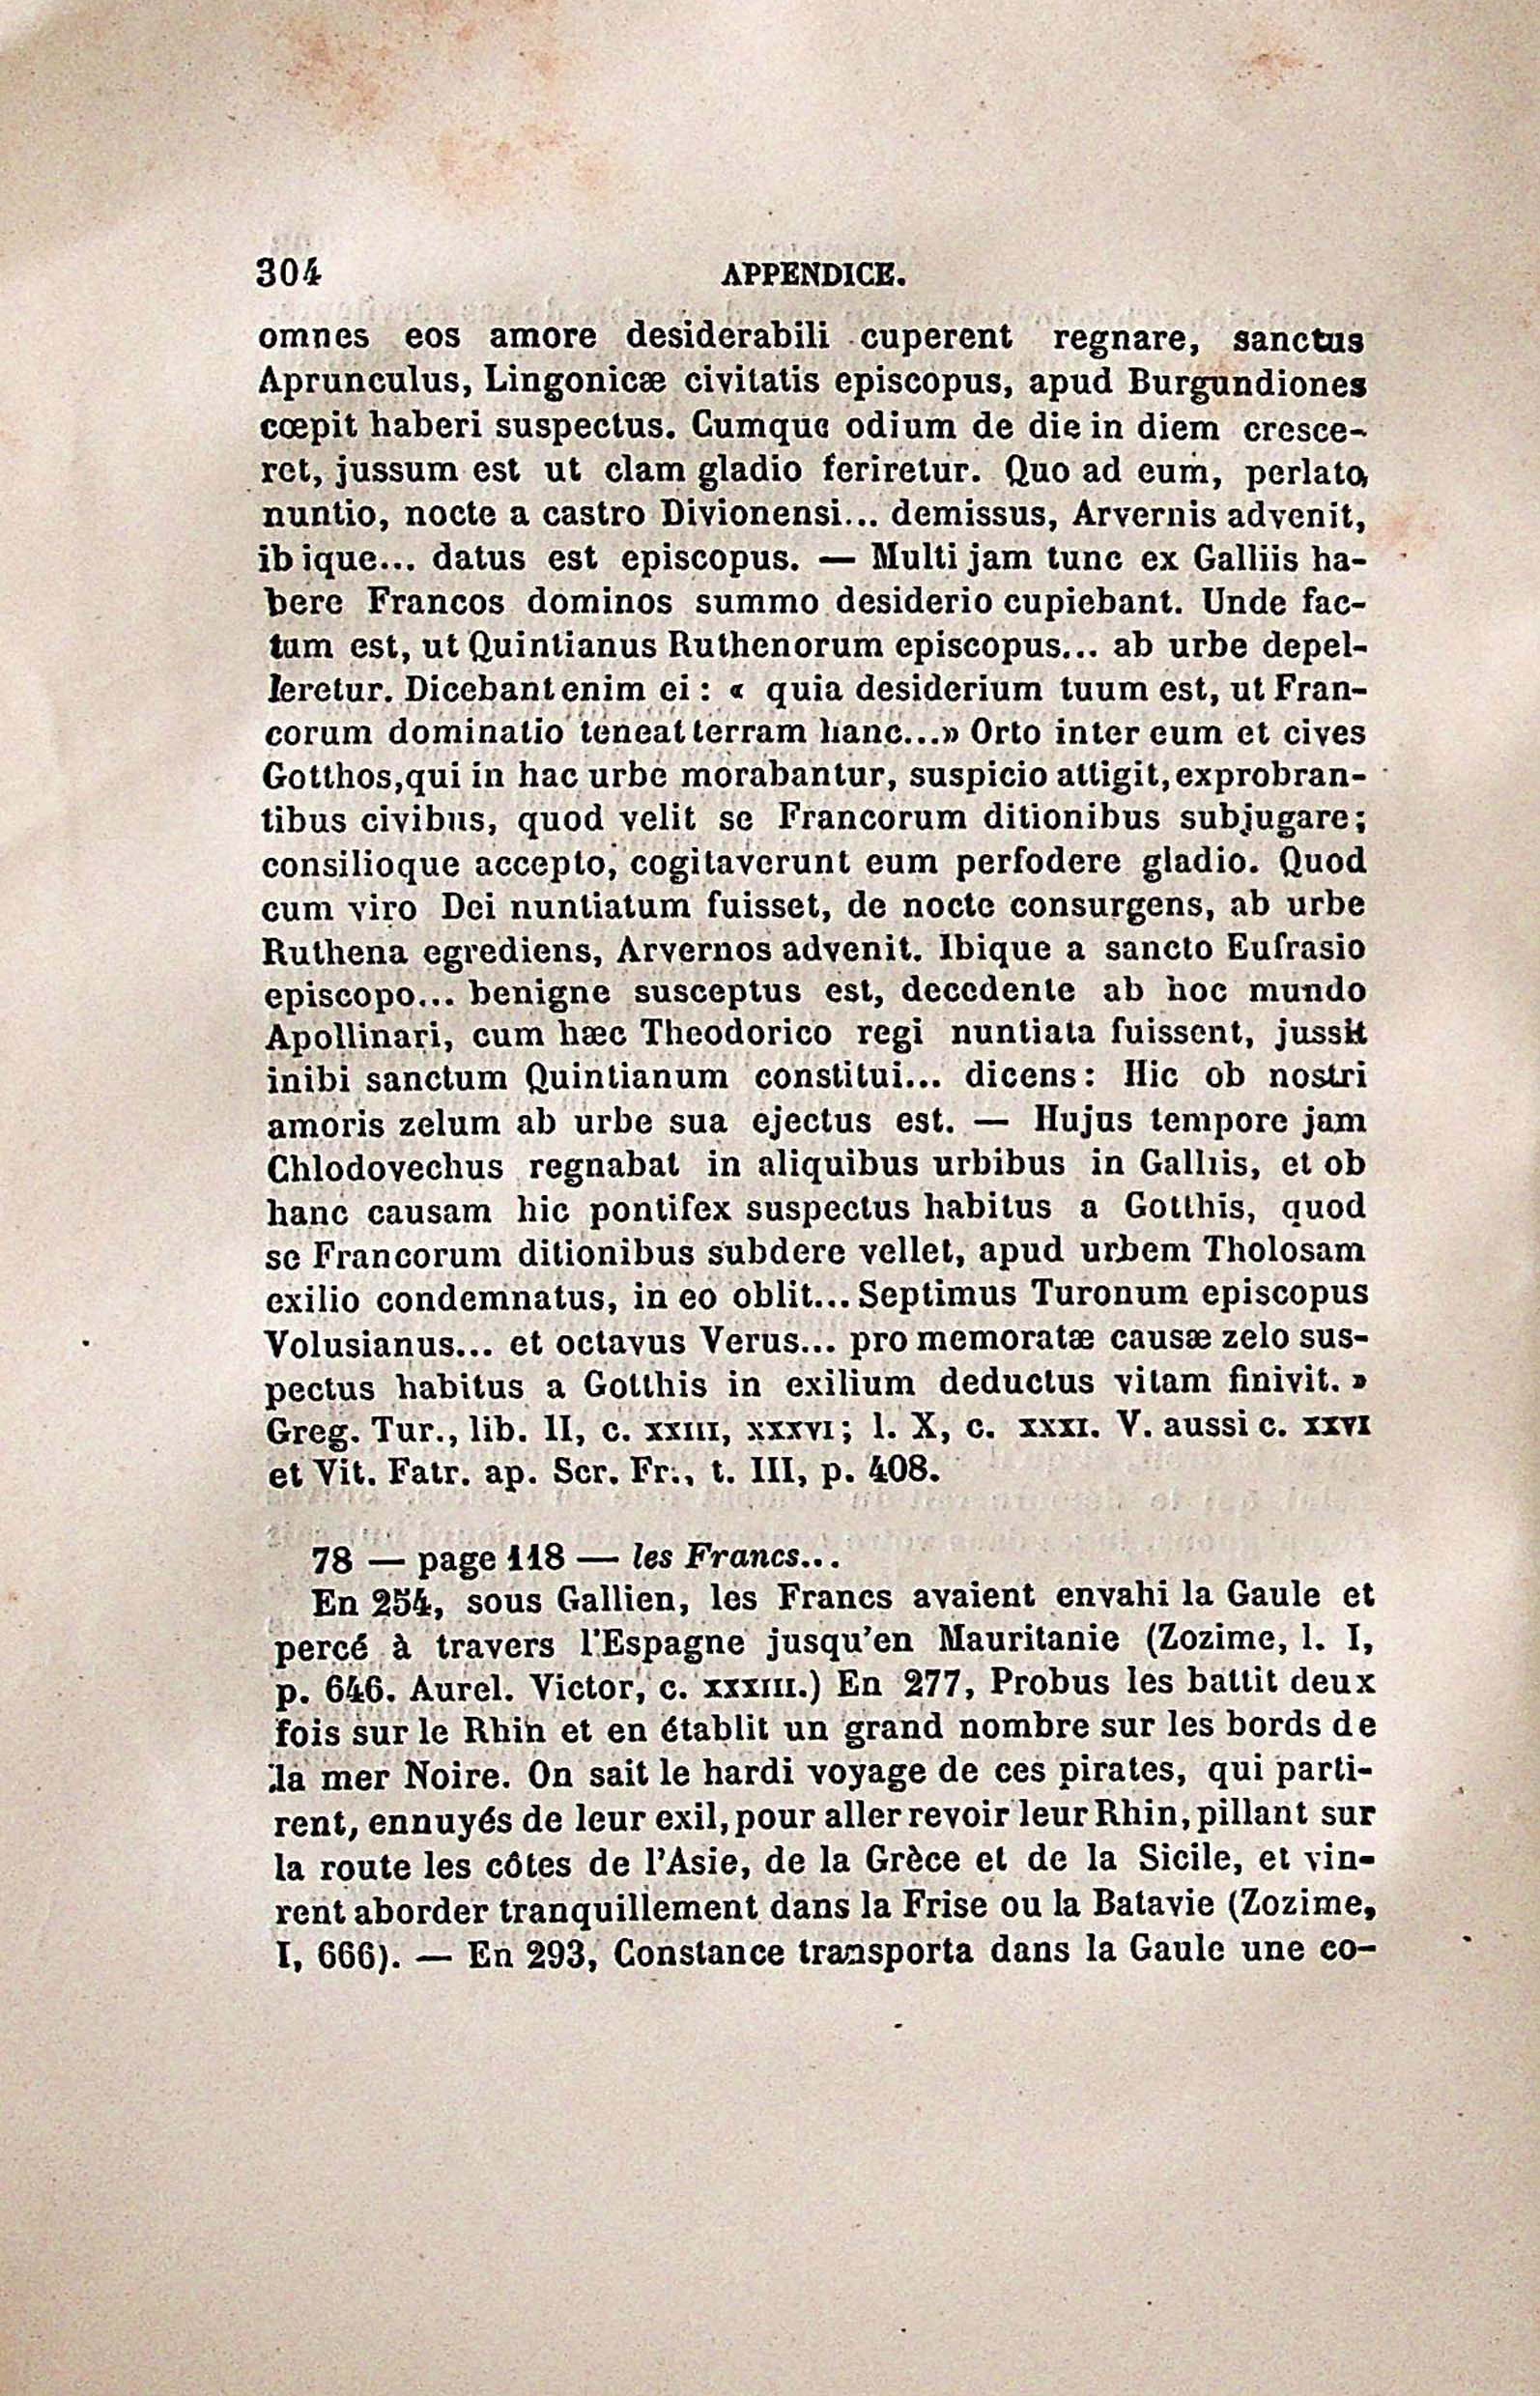 304 APPENDICE.
omnes eos amore desiderabili cuperent regnare, sanctus
Aprunculus, Lingonicæ civitatis episcopus, apud Burgundiones
cœpit haberi suspectus. Cumque odium de die in diem cresce-
ret, jussum est ut clam gladio feriretur. Quo ad eum, perlato
nuntio, nocte a castro Divionensi... demissus, Arvernis advenit,
ibique... datus est episcopus. — Multi jam tunc ex Galliis ha-
bere Francos dominos summo desiderio cupiebant. Unde fac-
tum est, ut Quintianus Ruthenorum episcopus... ab urbe depel-
leretur. Dicebant enim ei : « quia desiderium tuum est, ut Fran-
corum dominatio teneat terram hanc...» Orto inter eum et cives
Gotthos, qui in hac urbe morabantur, suspicio attigit, exprobran-
tibus civibus, quod velit se Francorum ditionibus subjugare;
consilioque accepto, cogitaverunt eum perfodere gladio. Quod
cum viro Dei nuntiatum fuisset, de nocte consurgens, ab urbe
Ruthena egrediens, Arvernos advenit. Ibique a sancto Eufrasio
episcopo... benigne susceptus est, decedente ab hoc mundo
Apollinari, cum hæc Theodorico regi nuntiata fuissent, jussit
inibi sanctum Quintianum constitui... dicens: Hic ob nostri
amoris zelum ab urbe sua ejectus est. — Hujus tempore jam
Chlodovechus regnabat in aliquibus urbibus in Galliis, et ob
hanc causam hic pontifex suspectus habitus a Gotthis, quod
se Francorum ditionibus subdere vellet, apud urbem Tholosam
exilio condemnatus, in eo obiit... Septimus Turonum episcopus
Volusianus... et octavus Verus... pro memoratæ causæ zelo sus-
pectus habitus a Gotthis in exilium deductus vitam finivit. »
Greg. Tur., lib. II, c. XXIII, XXXVI; l. X, c. XXXI. V. aussi c. XXVI
et Vit. Fatr. ap. Scr. Fr., t. III, p. 408.
78 — page 118 — les Francs...
En 254, sous Gallien, les Francs avaient envahi la Gaule et
percé à travers l'Espagne jusqu'en Mauritanie (Zozime, l. I,
p. 646. Aurel. Victor, c. XXXIII.) En 277, Probus les battit deux
fois sur le Rhin et en établit un grand nombre sur les bords de
la mer Noire. On sait le hardi voyage de ces pirates, qui parti-
rent, ennuyés de leur exil, pour aller revoir leur Rhin, pillant sur
la route les côtes de l'Asie, de la Grèce et de la Sicile, et vin-
rent aborder tranquillement dans la Frise ou la Batavie (Zozime,
I, 666). — En 293, Constance transporta dans la Gaule une co-